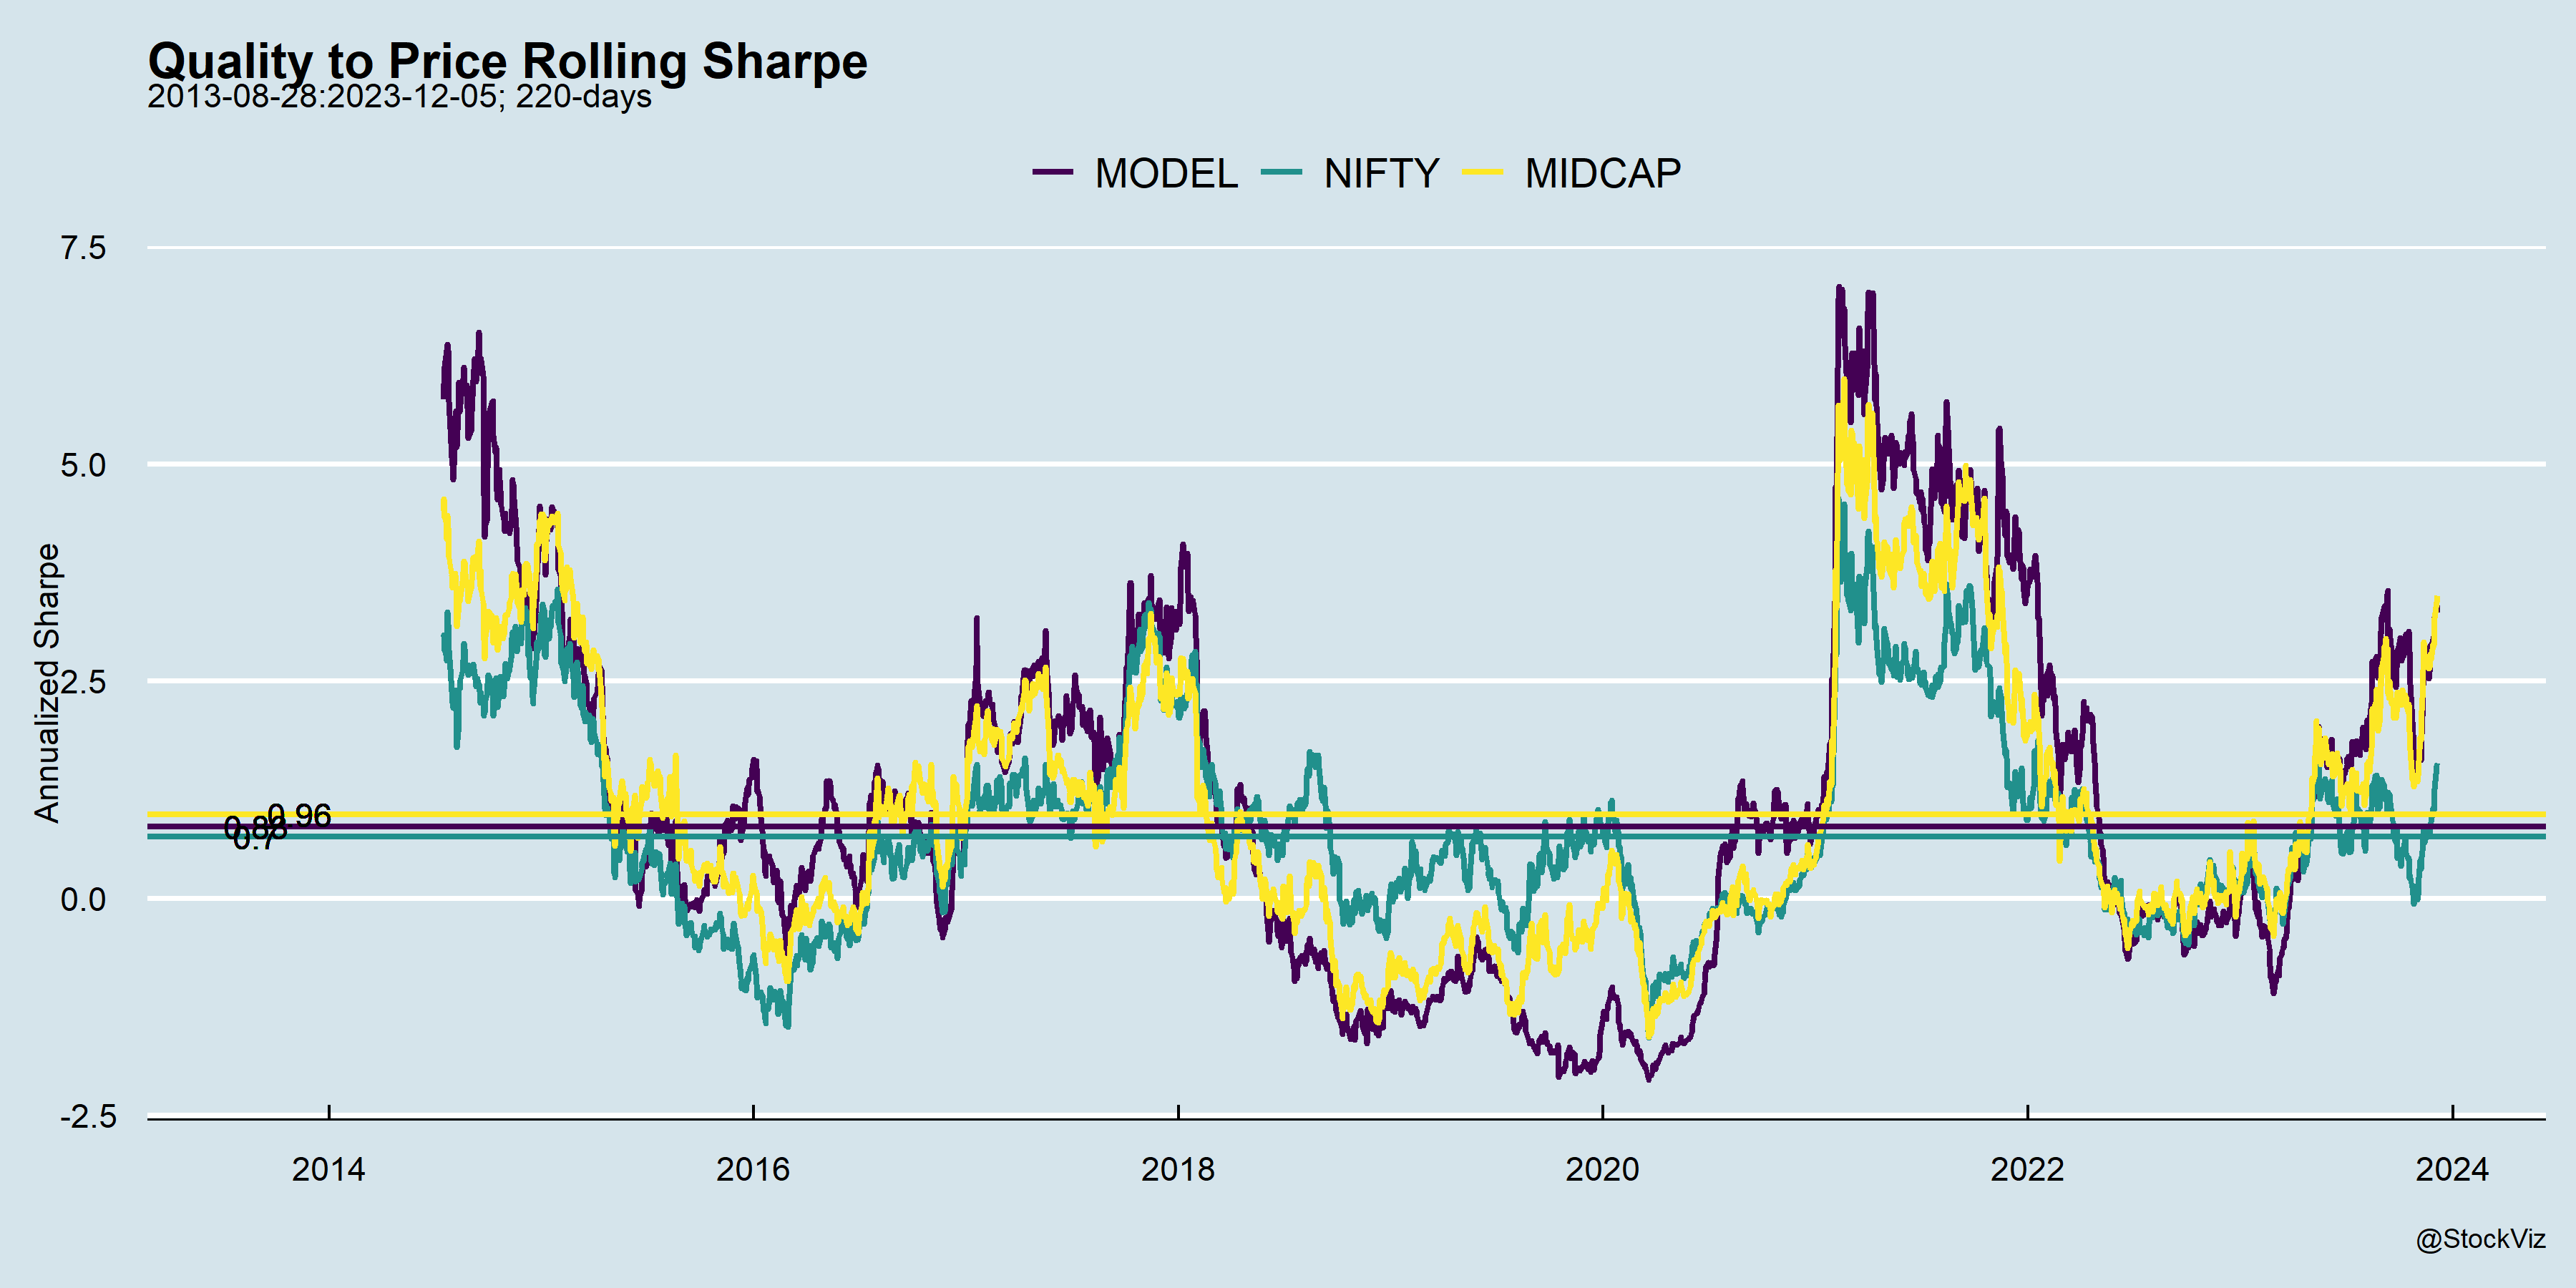 Quality to Price Rolling Sharpe
2013-08-28:2023-12-05; 220-days
MODEL
NIFTY
MIDCAP
Annualized Sharpe
7.5
5.0
2.5
0.0
-2.5
0.96
0.7
2014
2016
2018
2020
2022
2024
@StockViz